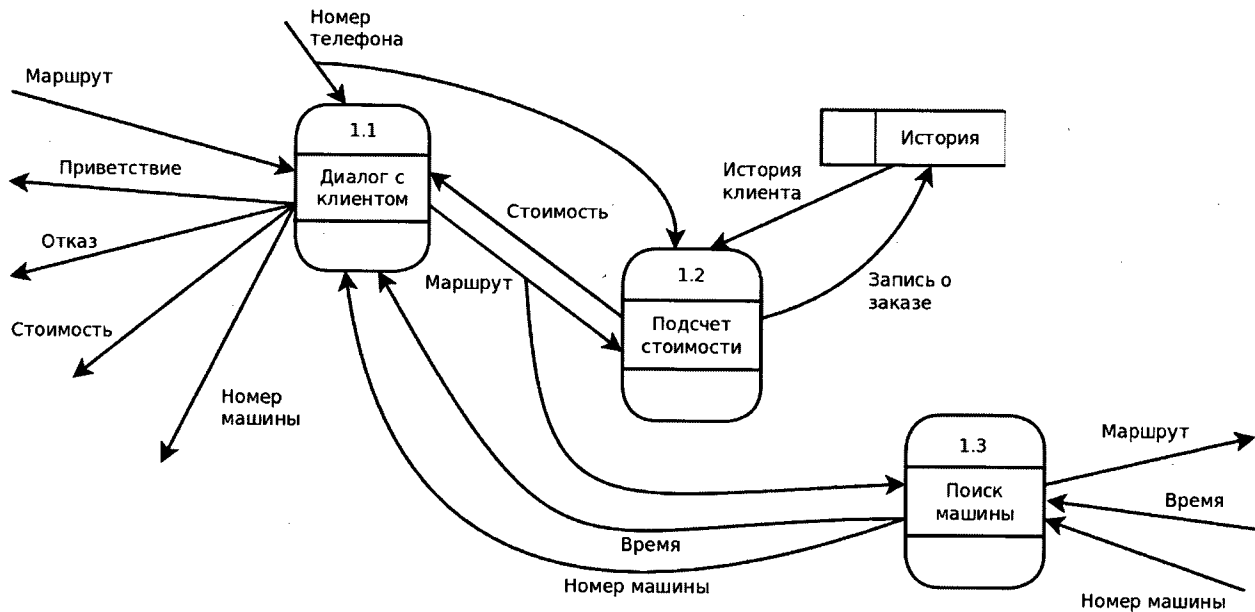 Номер
телефона
Маршрут
1.1
Диалог с
клиентом
Приветствие
Отказ
Стоимость
Номер
машины
Стоимость
Маршрут
История
История
клиента
1.2
Подсчет
стоимости
Запись о
заказе
1.3
Поиск
машины
Маршрут
Время
Номер машины
Время
Номер машины